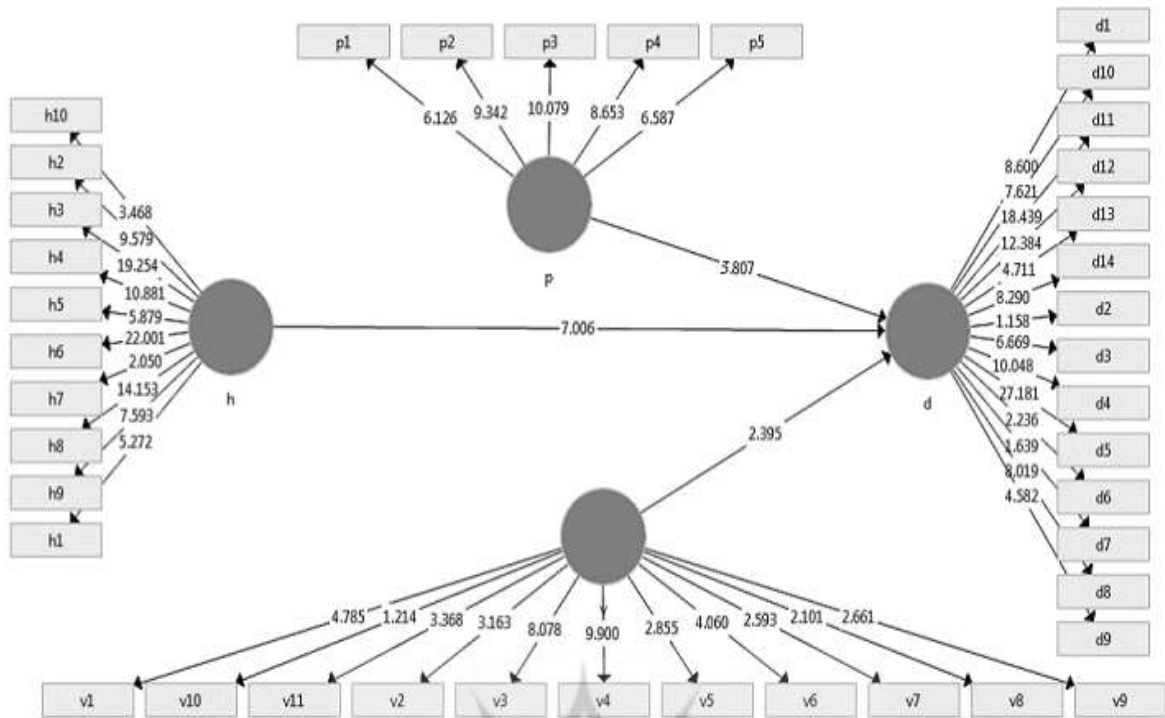 p1 p2 p3 p4 p5
6.126 9.342 10.079 8.653 6.587
p
h10
h2
h3
h4
h5
h6
h7
h8
h9
h1
3.468
9.579
19.254
10.881
5.879
22.001
2.050
14.153
7.593
5.272
h
3.807
7.006
2.395
d
8.600
7.621
18.439
12.384
4.711
8.290
1.158
6.669
10.048
27.181
2.236
1.639
8.019
4.582
d1
d10
d11
d12
d13
d14
d2
d3
d4
d5
d6
d7
d8
d9
v
4.785 1.214 3.368 3.163 8.078 9.900 2.855 4.060 2.593 2.101 2.661
v1 v10 v11 v2 v3 v4 v5 v6 v7 v8 v9